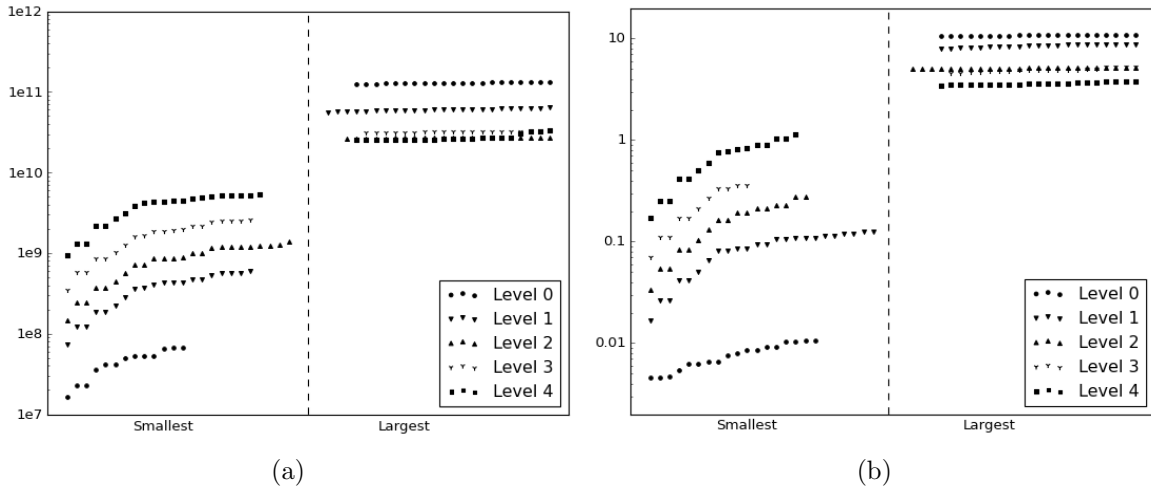 1e12
1e11
1e10
1e9
1e8
1e7
Smallest
Largest
Level 0
Level 1
Level 2
Level 3
Level 4
(a)
10
1
0.1
0.01
Smallest
Largest
Level 0
Level 1
Level 2
Level 3
Level 4
(b)